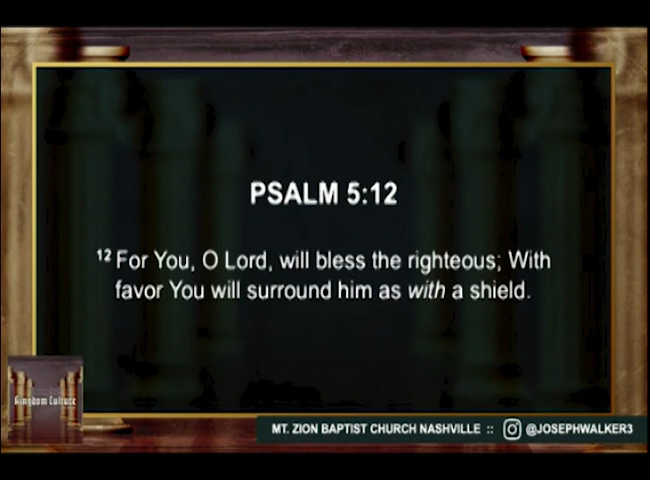 PSALM 5:12
12 For You, O Lord, will bless the righteous; With
favor You will surround him as with a shield.
Kingdom Culture
MT. ZION BAPTIST CHURCH NASHVILLE :: @JOSEPHWALKER3